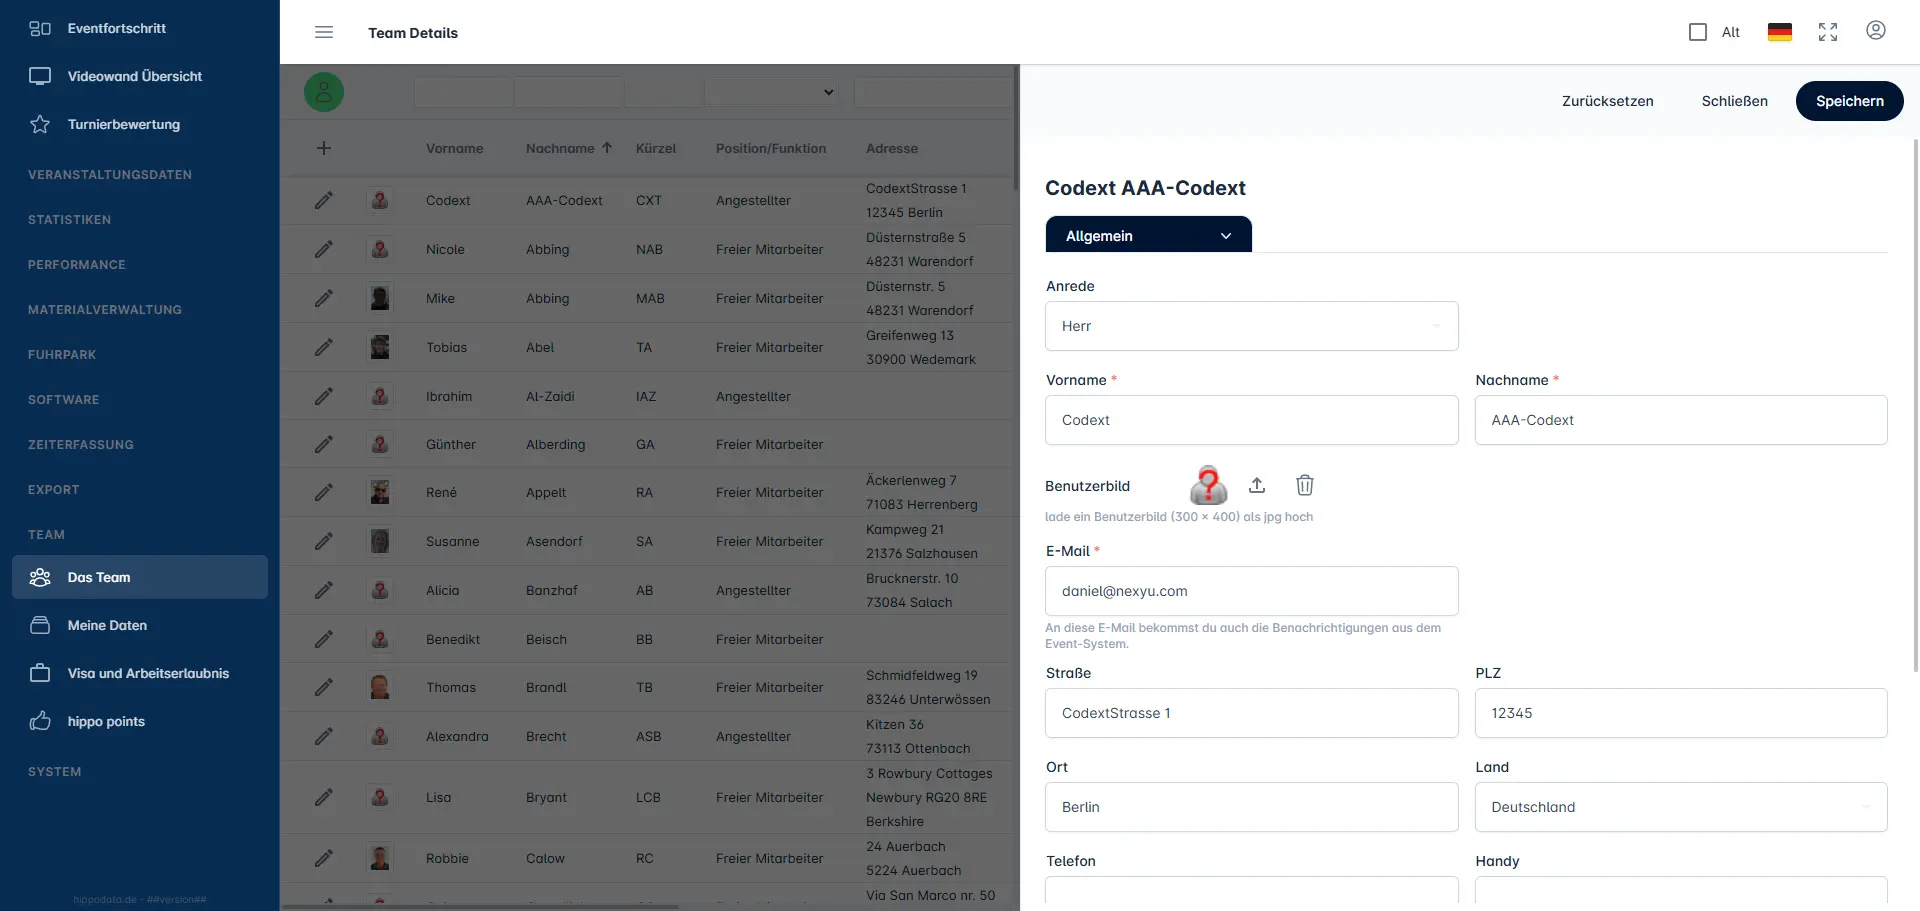 Eventfortschritt
Videowand Übersicht
Turnierbewertung
VERANSTALTUNGSDATEN
STATISTIKEN
PERFORMANCE
MATERIALVERWALTUNG
FUHRPARK
SOFTWARE
ZEITERFASSUNG
EXPORT
TEAM
Das Team
Meine Daten
Visa und Arbeitserlaubnis
hippo points
SYSTEM
hippodata.de - ##version##
Team Details
Alt
Vorname Nachname Kürzel Position/Funktion Adresse
Codext AAA-Codext CXT Angestellter CodextStrasse 1
12345 Berlin
Nicole Abbing NAB Freier Mitarbeiter Düsternstraße 5
48231 Warendorf
Mike Abbing MAB Freier Mitarbeiter Düsternstr. 5
48231 Warendorf
Tobias Abel TA Freier Mitarbeiter Greifenweg 13
30900 Wedemark
Ibrahim Al-Zaidi IAZ Angestellter
Günther Alberding GA Freier Mitarbeiter
René Appelt RA Freier Mitarbeiter Äckerlenweg 7
71083 Herrenberg
Susanne Asendorf SA Freier Mitarbeiter Kampweg 21
21376 Salzhausen
Alicia Banzhaf AB Angestellter Brucknerstr. 10
73084 Salach
Benedikt Beisch BB Freier Mitarbeiter
Thomas Brandl TB Freier Mitarbeiter Schmidfeldweg 19
83246 Unterwössen
Alexandra Brecht ASB Angestellter Kitzen 36
73113 Ottenbach
Lisa Bryant LCB Freier Mitarbeiter 3 Rowbury Cottages
Newbury RG20 8RE
Berkshire
Robbie Calow RC Freier Mitarbeiter 24 Auerbach
5224 Auerbach
Via San Marco nr. 50
Zurücksetzen
Schließen
Speichern
Codext AAA-Codext
Allgemein
Anrede
Herr
Vorname * Nachname *
Codext AAA-Codext
Benutzerbild
lade ein Benutzerbild (300 × 400) als jpg hoch
E-Mail *
daniel@nexyu.com
An diese E-Mail bekommst du auch die Benachrichtigungen aus dem
Event-System.
Straße PLZ
CodextStrasse 1 12345
Ort Land
Berlin Deutschland
Telefon Handy